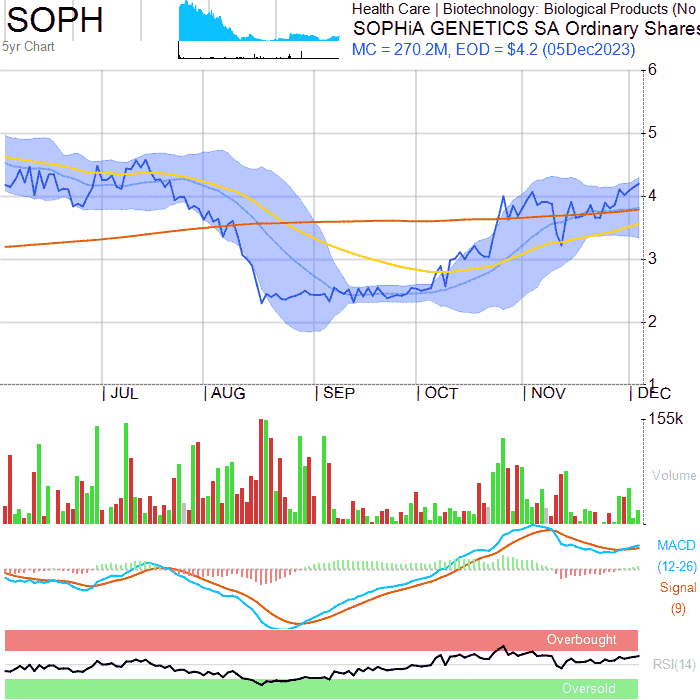 SOPH
5yr Chart
Health Care | Biotechnology: Biological Products (No
SOPHiA GENETICS SA Ordinary Shares
MC = 270.2M, EOD = $4.2 (05Dec2023)
6
5
4
3
2
1
JUL AUG SEP OCT NOV DEC
155k
Volume
MACD
(12-26)
Signal
(9)
Overbought
RSI(14)
Oversold